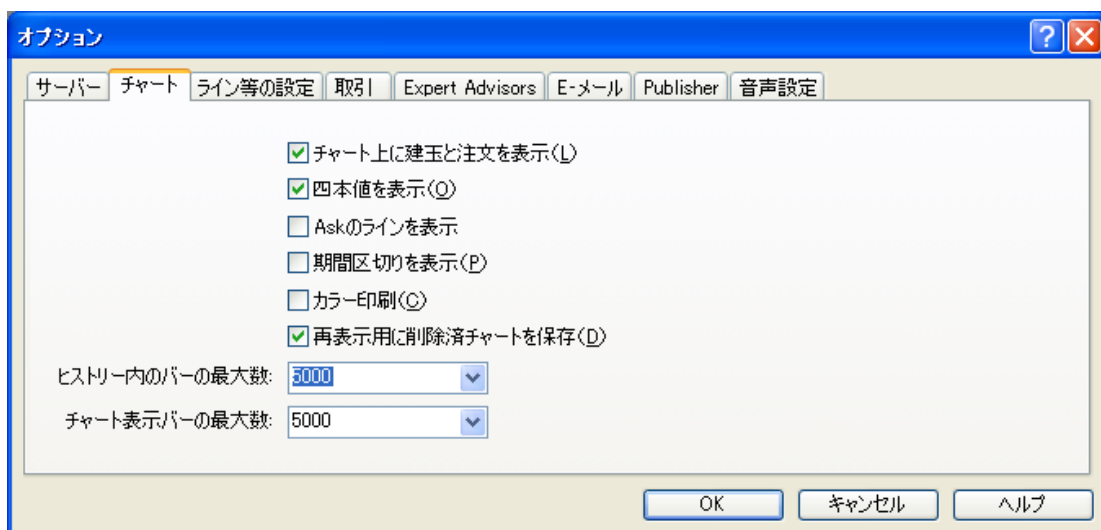 オプション
サーバー チャート ライン等の設定 取引 Expert Advisors E-メール Publisher 音声設定
チャート上に建玉と注文を表示(L)
四本値を表示(O)
Askのラインを表示
期間区切りを表示(P)
カラー印刷(C)
再表示用に削除済チャートを保存(D)
ヒストリー内のバーの最大数: 5000
チャート表示バーの最大数: 5000
OK キャンセル ヘルプ